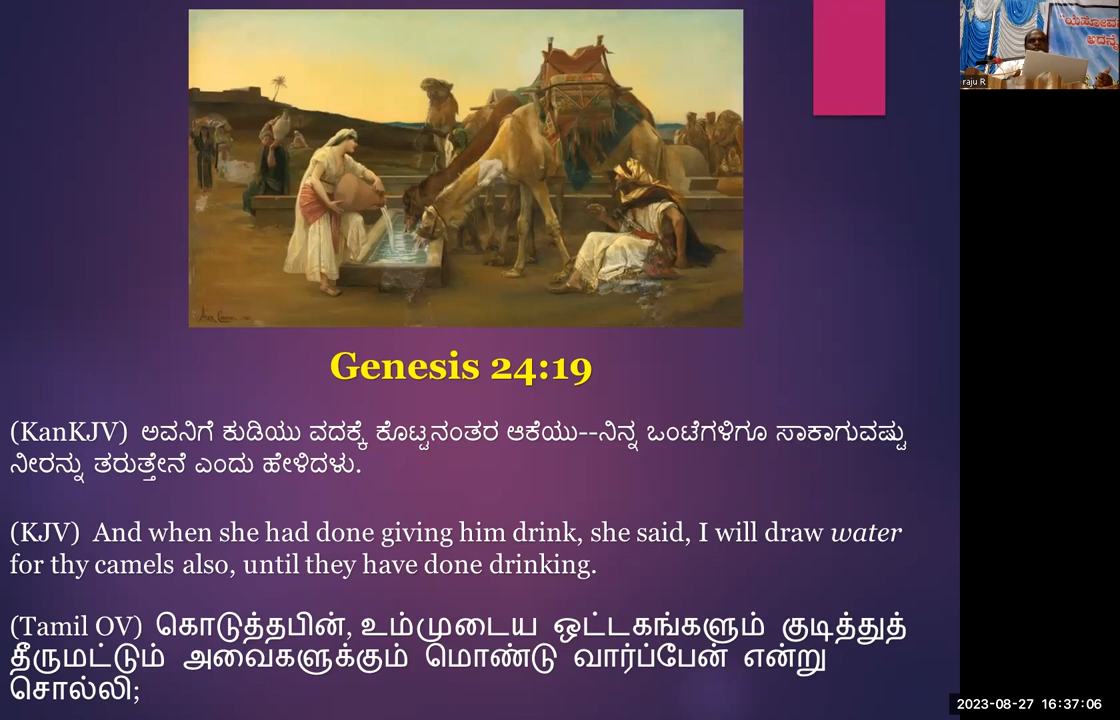 Genesis 24:19
(KanKJV) ಅವನಿಗೆ ಕುಡಿಯು ವದಕ್ಕೆ ಕೊಟ್ಟನಂತರ ಆಕೆಯು--ನಿನ್ನ ಒಂಟೆಗಳಿಗೂ ಸಾಕಾಗುವಷ್ಟು
ನೀರನ್ನು ತರುತ್ತೇನೆ ಎಂದು ಹೇಳಿದಳು.
(KJV) And when she had done giving him drink, she said, I will draw water
for thy camels also, until they have done drinking.
(Tamil OV) கொடுத்தபின், உம்முடைய ஒட்டகங்களும் குடித்துத்
தீருமட்டும் அவைகளுக்கும் மொண்டு வார்ப்பேன் என்று
சொல்லி;
raju R
2023-08-27 16:37:06